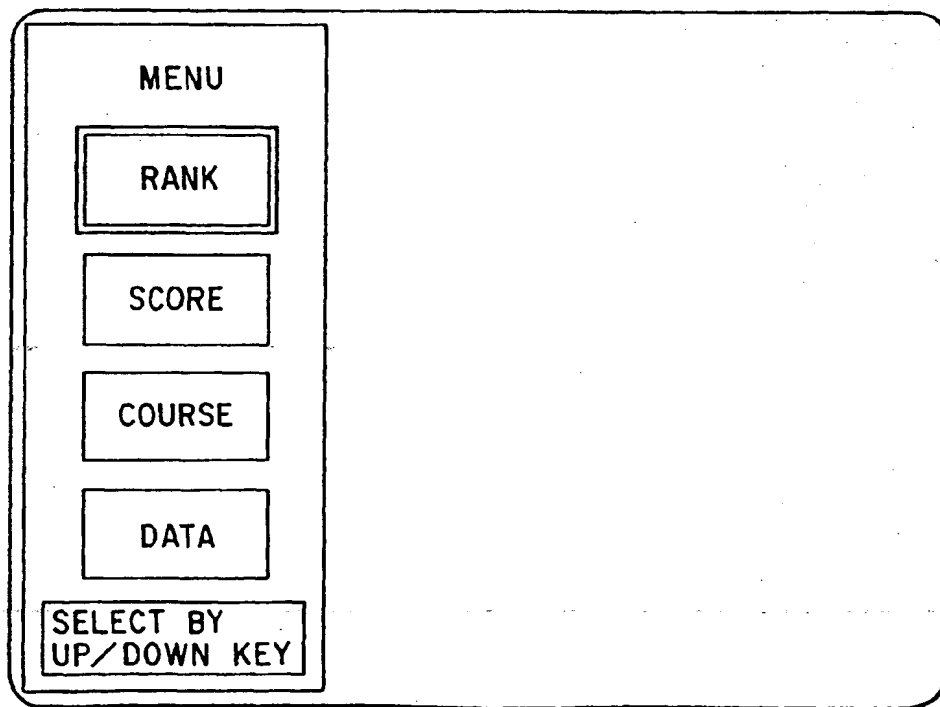 MENU
RANK
SCORE
COURSE
DATA
SELECT BY
UP/DOWN KEY